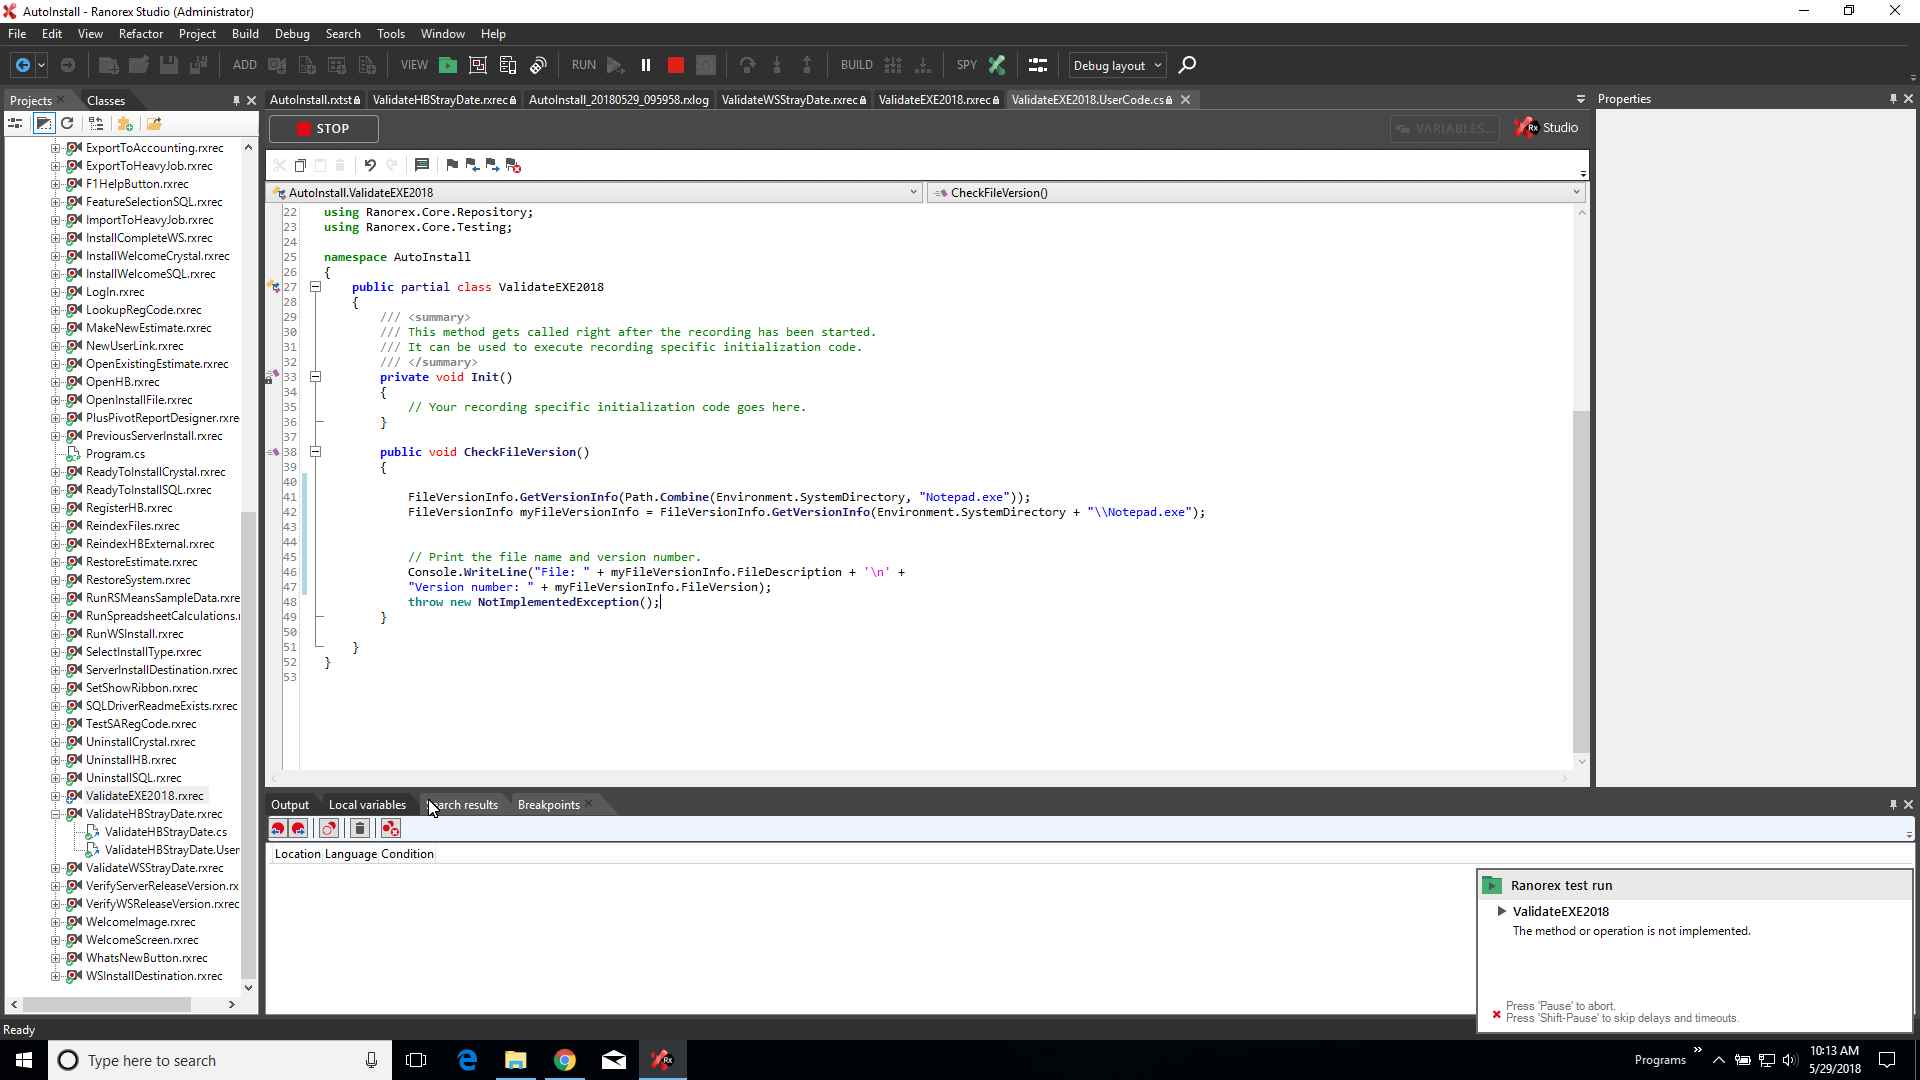 AutoInstall - Ranorex Studio (Administrator)
File Edit View Refactor Project Build Debug Search Tools Window Help
ADD VIEW RUN BUILD SPY Debug layout
Projects Classes
AutoInstall.rxtst ValidateHBStrayDate.rxrec AutoInstall_20180529_095958.rxlog ValidateWSStrayDate.rxrec ValidateEXE2018.rxrec ValidateEXE2018.UserCode.cs
Properties
STOP
VARIABLES...
Rx Studio
AutoInstall.ValidateEXE2018
CheckFileVersion()
ExportToAccounting.rxrec
ExportToHeavyJob.rxrec
F1HelpButton.rxrec
FeatureSelectionSQL.rxrec
ImportToHeavyJob.rxrec
InstallCompleteWS.rxrec
InstallWelcomeCrystal.rxrec
InstallWelcomeSQL.rxrec
LogIn.rxrec
LookupRegCode.rxrec
MakeNewEstimate.rxrec
NewUserLink.rxrec
OpenExistingEstimate.rxrec
OpenHB.rxrec
OpenInstallFile.rxrec
PlusPivotReportDesigner.rxre
PreviousServerInstall.rxrec
Program.cs
ReadyToInstallCrystal.rxrec
ReadyToInstallSQL.rxrec
RegisterHB.rxrec
ReindexFiles.rxrec
ReindexHBExternal.rxrec
RestoreEstimate.rxrec
RestoreSystem.rxrec
RunRSMeansSampleData.rxre
RunSpreadsheetCalculations.r
RunWSInstall.rxrec
SelectInstallType.rxrec
ServerInstallDestination.rxrec
SetShowRibbon.rxrec
SQLDriverReadmeExists.rxrec
TestSARegCode.rxrec
UninstallCrystal.rxrec
UninstallHB.rxrec
UninstallSQL.rxrec
ValidateEXE2018.rxrec
ValidateHBStrayDate.rxrec
ValidateHBStrayDate.cs
ValidateHBStrayDate.User
ValidateWSStrayDate.rxrec
VerifyServerReleaseVersion.rx
VerifyWSReleaseVersion.rxrec
WelcomeImage.rxrec
WelcomeScreen.rxrec
WhatsNewButton.rxrec
WSInstallDestination.rxrec
22 using Ranorex.Core.Repository;
23 using Ranorex.Core.Testing;
24
25 namespace AutoInstall
26 {
27 public partial class ValidateEXE2018
28 {
29 /// <summary>
30 /// This method gets called right after the recording has been started.
31 /// It can be used to execute recording specific initialization code.
32 /// </summary>
33 private void Init()
34 {
35 // Your recording specific initialization code goes here.
36 }
37
38 public void CheckFileVersion()
39 {
40
41 FileVersionInfo.GetVersionInfo(Path.Combine(Environment.SystemDirectory, "Notepad.exe"));
42 FileVersionInfo myFileVersionInfo = FileVersionInfo.GetVersionInfo(Environment.SystemDirectory + "\\Notepad.exe");
43
44
45 // Print the file name and version number.
46 Console.WriteLine("File: " + myFileVersionInfo.FileDescription + '\n' +
47 "Version number: " + myFileVersionInfo.FileVersion);
48 throw new NotImplementedException();
49 }
50
51 }
52 }
53
Output Local variables arch results Breakpoints
Location Language Condition
Ranorex test run
ValidateEXE2018
The method or operation is not implemented.
Press 'Pause' to abort.
Press 'Shift-Pause' to skip delays and timeouts.
Ready
Type here to search
Rx
Programs
10:13 AM
5/29/2018